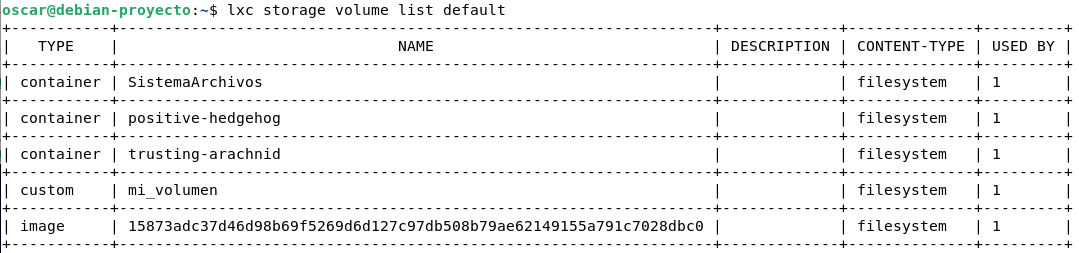 oscar@debian-proyecto:~$ lxc storage volume list default
+-----------+------------------------------------------------------------------+-------------+--------------+---------+
|   TYPE    |                               NAME                               | DESCRIPTION | CONTENT-TYPE | USED BY |
+-----------+------------------------------------------------------------------+-------------+--------------+---------+
| container | SistemaArchivos                                                  |             | filesystem   | 1       |
+-----------+------------------------------------------------------------------+-------------+--------------+---------+
| container | positive-hedgehog                                                |             | filesystem   | 1       |
+-----------+------------------------------------------------------------------+-------------+--------------+---------+
| container | trusting-arachnid                                                |             | filesystem   | 1       |
+-----------+------------------------------------------------------------------+-------------+--------------+---------+
| custom    | mi_volumen                                                       |             | filesystem   | 1       |
+-----------+------------------------------------------------------------------+-------------+--------------+---------+
| image     | 15873adc37d46d98b69f5269d6d127c97db508b79ae62149155a791c7028dbc0 |             | filesystem   | 1       |
+-----------+------------------------------------------------------------------+-------------+--------------+---------+